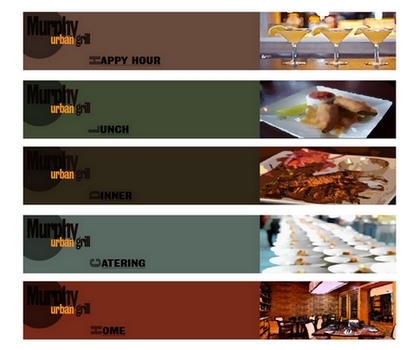 Murphy
urban grill
HAPPY HOUR
Murphy
urban grill
LUNCH
Murphy
urban grill
DINNER
Murphy
urban grill
CATERING
Murphy
urban grill
HOME